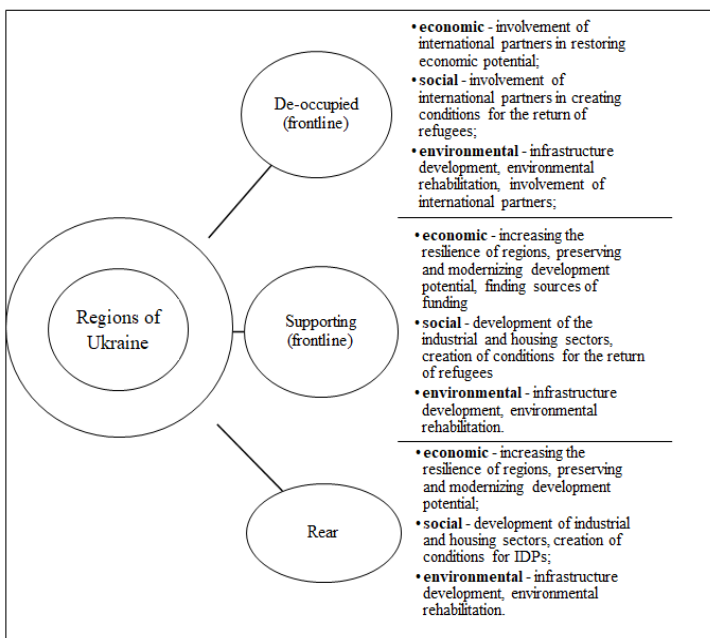 • economic - involvement of
international partners in restoring
economic potential;
• social - involvement of
international partners in creating
conditions for the return of
refugees;
• environmental - infrastructure
development, environmental
rehabilitation, involvement of
international partners;
De-occupied
(frontline)
Regions of
Ukraine
Supporting
(frontline)
• economic - increasing the
resilience of regions, preserving
and modernizing development
potential, finding sources of
funding
• social - development of the
industrial and housing sectors,
creation of conditions for the return
of refugees
• environmental - infrastructure
development, environmental
rehabilitation.
Rear
• economic - increasing the
resilience of regions, preserving
and modernizing development
potential;
• social - development of industrial
and housing sectors, creation of
conditions for IDPs;
• environmental - infrastructure
development, environmental
rehabilitation.